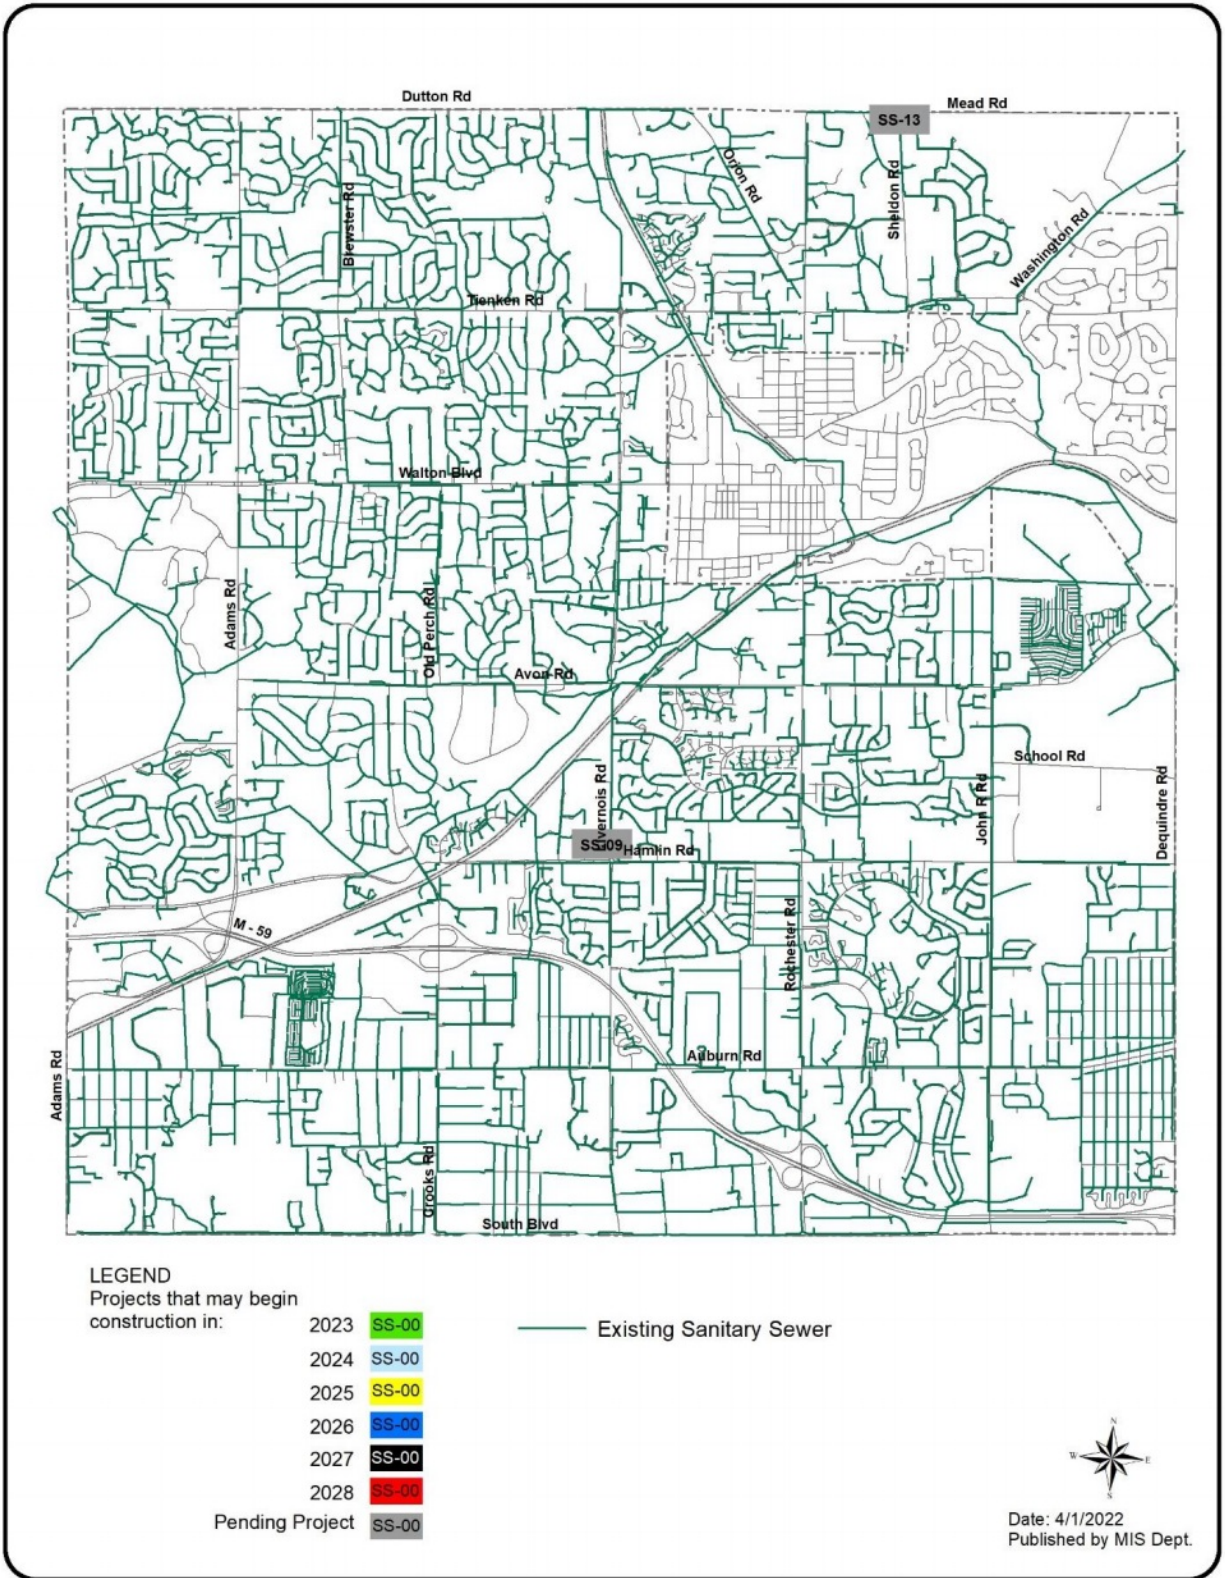 Dutton Rd
Mead Rd
SS-13
Orion Rd
Sheldon Rd
Brewster Rd
Washington Rd
Tienken Rd
Walton Blvd
Adams Rd
Old Perch Rd
Avon Rd
School Rd
Livernois Rd
John R Rd
Dequindre Rd
SS-09
Hamlin Rd
M - 59
Rochester Rd
Auburn Rd
Adams Rd
Crooks Rd
South Blvd
LEGEND
Projects that may begin
construction in:
2023 SS-00
2024 SS-00
2025 SS-00
2026 SS-00
2027 SS-00
2028 SS-00
Pending Project SS-00
Existing Sanitary Sewer
N
W E
S
Date: 4/1/2022
Published by MIS Dept.